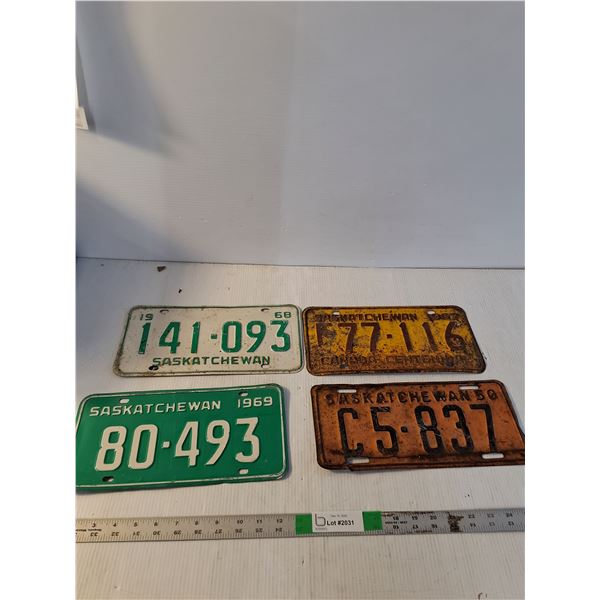 19 68
141-093
SASKATCHEWAN
SASKATCHEWAN 1967
F77-116
CANADA CENTENNIAL
SASKATCHEWAN 1969
80-493
SASKATCHEWAN 50
C5-837
Lot #2031